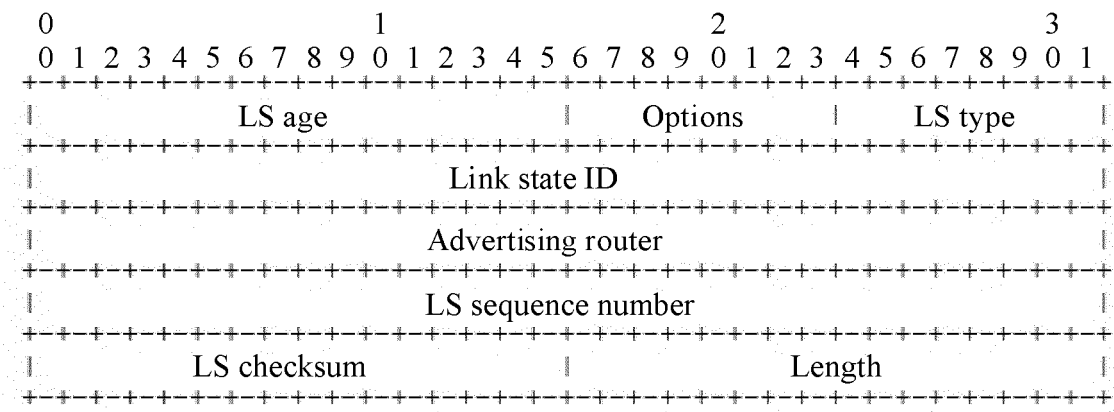 0 1 2 3
0 1 2 3 4 5 6 7 8 9 0 1 2 3 4 5 6 7 8 9 0 1 2 3 4 5 6 7 8 9 0 1
+-+-+-+-+-+-+-+-+-+-+-+-+-+-+-+-+-+-+-+-+-+-+-+-+-+-+-+-+-+-+-+-+
| LS age | Options | LS type |
+-+-+-+-+-+-+-+-+-+-+-+-+-+-+-+-+-+-+-+-+-+-+-+-+-+-+-+-+-+-+-+-+
| Link state ID |
+-+-+-+-+-+-+-+-+-+-+-+-+-+-+-+-+-+-+-+-+-+-+-+-+-+-+-+-+-+-+-+-+
| Advertising router |
+-+-+-+-+-+-+-+-+-+-+-+-+-+-+-+-+-+-+-+-+-+-+-+-+-+-+-+-+-+-+-+-+
| LS sequence number |
+-+-+-+-+-+-+-+-+-+-+-+-+-+-+-+-+-+-+-+-+-+-+-+-+-+-+-+-+-+-+-+-+
| LS checksum | Length |
+-+-+-+-+-+-+-+-+-+-+-+-+-+-+-+-+-+-+-+-+-+-+-+-+-+-+-+-+-+-+-+-+